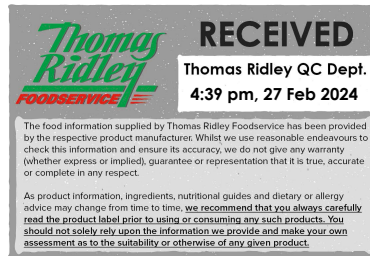 Thomas
Ridley
FOODSERVICE
RECEIVED
Thomas Ridley QC Dept.
4:39 pm, 27 Feb 2024
The food information supplied by Thomas Ridley Foodservice has been provided
by the respective product manufacturer. Whilst we use reasonable endeavours to
check this information and ensure its accuracy, we do not give any warranty
(whether express or implied), guarantee or representation that it is true, accurate
or complete in any respect.
As product information, ingredients, nutritional guides and dietary or allergy
advice may change from time to time, we recommend that you always carefully
read the product label prior to using or consuming any such products. You
should not solely rely upon the information we provide and make your own
assessment as to the suitability or otherwise of any given product.